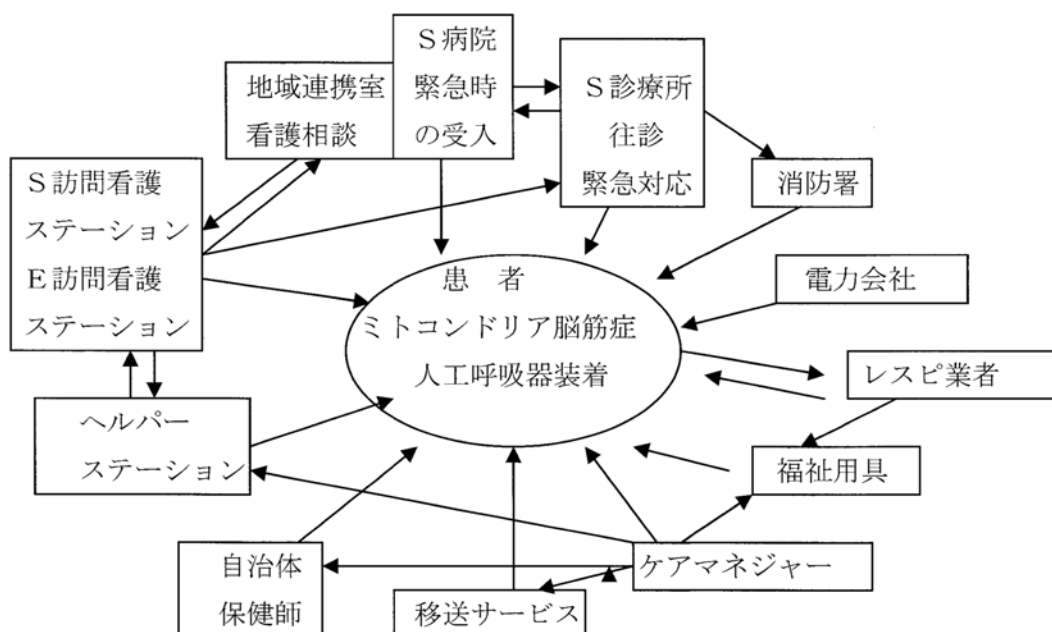 S病院
緊急時
の受入
地域連携室
看護相談
S診療所
往診
緊急対応
消防署
S訪問看護
ステーション
E訪問看護
ステーション
患　者
ミトコンドリア脳筋症
人工呼吸器装着
電力会社
レスピ業者
ヘルパー
ステーション
福祉用具
自治体
保健師
移送サービス
ケアマネジャー